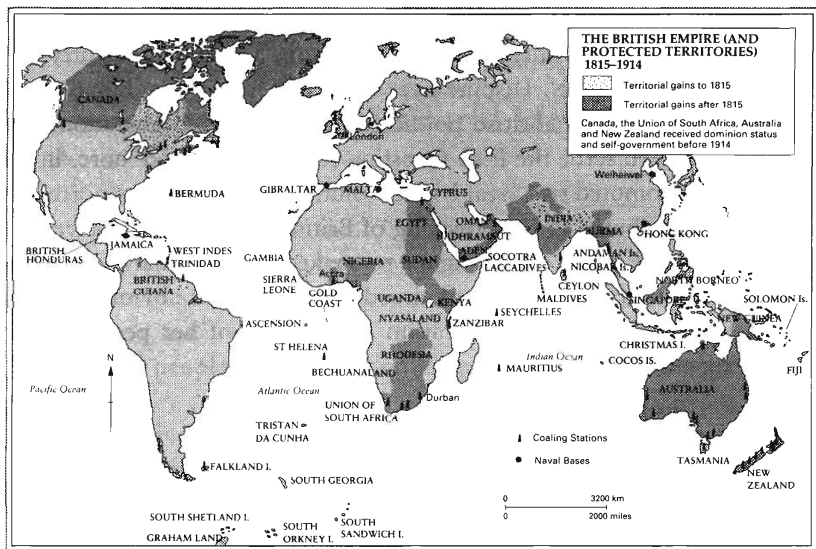 THE BRITISH EMPIRE (AND
PROTECTED TERRITORIES)
1815–1914
Territorial gains to 1815
Territorial gains after 1815
Canada, the Union of South Africa, Australia
and New Zealand received dominion status
and self-government before 1914
CANADA
London
Weihaiwei
BERMUDA
GIBRALTAR
MALTA
CYPRUS
EGYPT
OMAN
INDIA
BURMA
HONG KONG
BRITISH
HONDURAS
JAMAICA
WEST INDES
TRINIDAD
GAMBIA
HADHRAMAUT
ADEN
SOCOTRA
LACCADIVES
ANDAMAN Is.
NICOBAR Is.
BRITISH
GUIANA
SIERRA
LEONE
Accra
GOLD
COAST
NIGERIA
SUDAN
UGANDA
KENYA
CEYLON
MALDIVES
NORTH BORNEO
SINGAPORE
SOLOMON Is.
NEW GUINEA
SEYCHELLES
ASCENSION
NYASALAND
ZANZIBAR
ST HELENA
RHODESIA
BECHUANALAND
Indian Ocean
CHRISTMAS I.
COCOS IS.
MAURITIUS
FIJI
N
Pacific Ocean
Atlantic Ocean
UNION OF
SOUTH AFRICA
Durban
AUSTRALIA
TRISTAN
DA CUNHA
Coaling Stations
Naval Bases
TASMANIA
NEW
ZEALAND
FALKLAND I.
SOUTH GEORGIA
0 3200 km
0 2000 miles
SOUTH SHETLAND I.
GRAHAM LAND
SOUTH
ORKNEY I.
SOUTH
SANDWICH I.